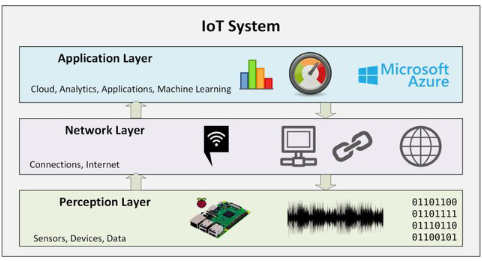 IoT System
Application Layer
Cloud, Analytics, Applications, Machine Learning
Microsoft
Azure
Network Layer
Connections, Internet
Perception Layer
Sensors, Devices, Data
01101100
01101111
01110110
01100101